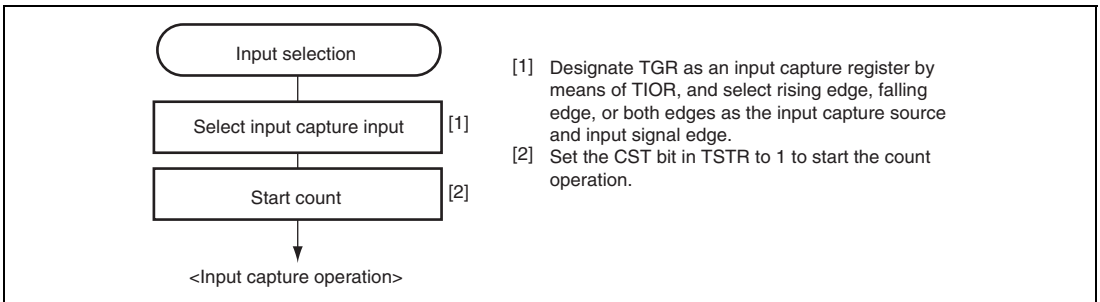 Input selection
Select input capture input
[1]
Start count
[2]
<Input capture operation>
[1] Designate TGR as an input capture register by
means of TIOR, and select rising edge, falling
edge, or both edges as the input capture source
and input signal edge.
[2] Set the CST bit in TSTR to 1 to start the count
operation.